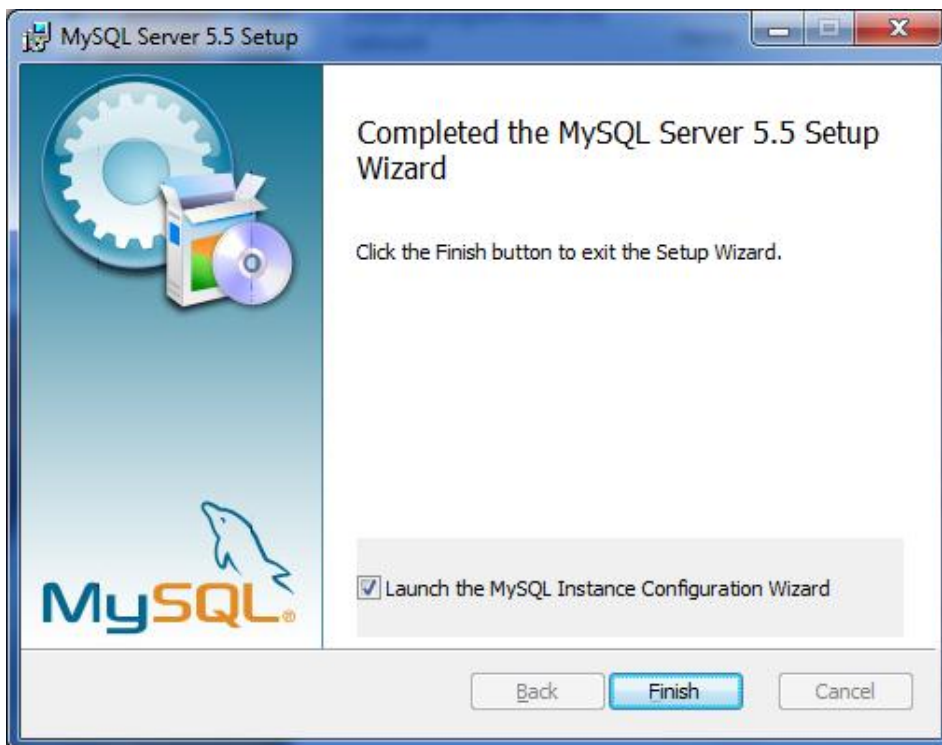 MySQL Server 5.5 Setup
Completed the MySQL Server 5.5 Setup
Wizard
Click the Finish button to exit the Setup Wizard.
Launch the MySQL Instance Configuration Wizard
MySQL®
Back
Finish
Cancel